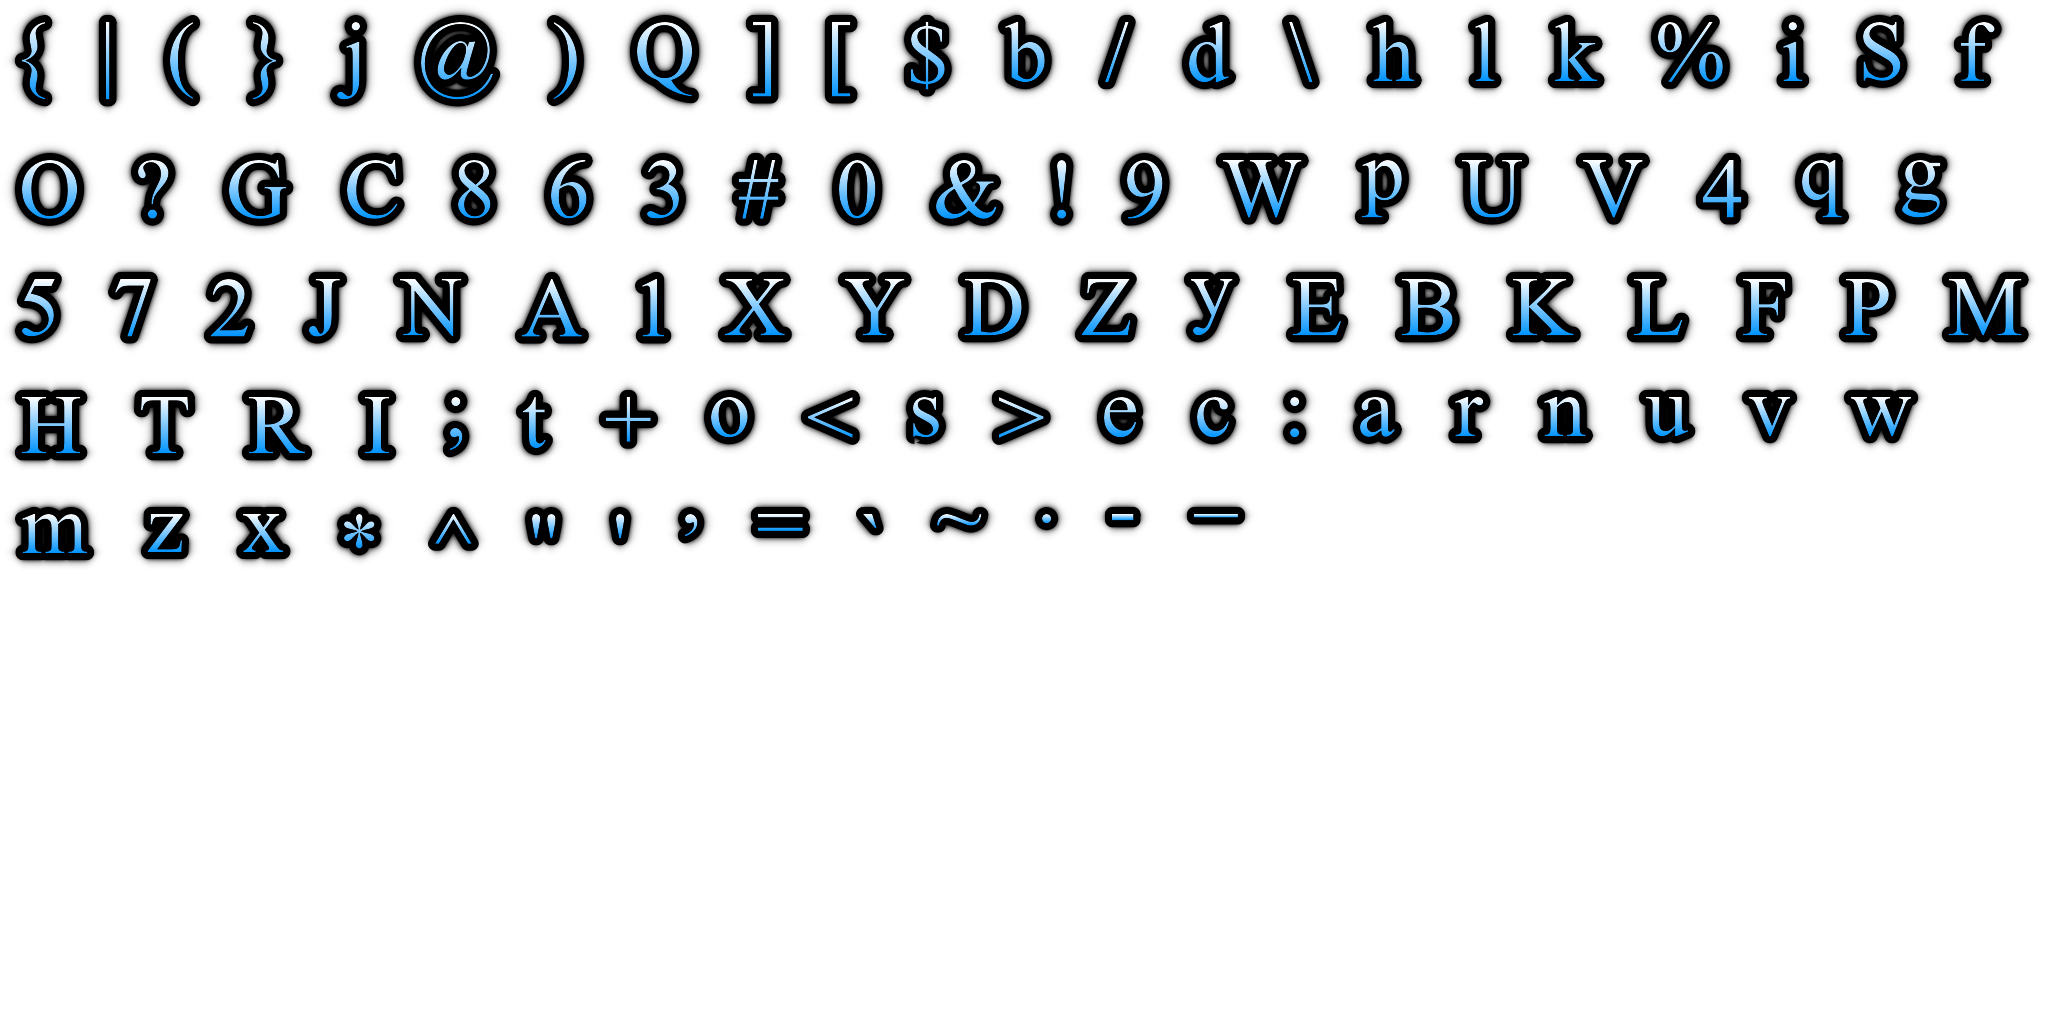 { | ( } j @ ) Q ] [ $ b / d \ h l k % i S f
O ? G C 8 6 3 # 0 & ! 9 W p U V 4 q g
5 7 2 J N A 1 X Y D Z y E B K L F P M
H T R I ; t + o < s > e c : a r n u v w
m z x * ^ " ' , = ` ~ . - _